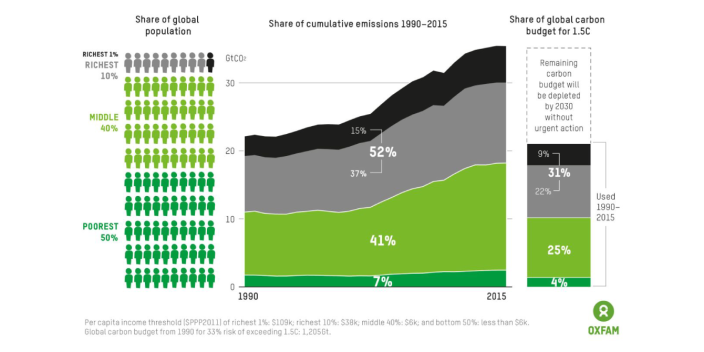 Share of global
population
Share of cumulative emissions 1990–2015
Share of global carbon
budget for 1.5C
RICHEST 1%
RICHEST
10%
MIDDLE
40%
POOREST
50%
GtCO₂
30
20
10
0
15%
52%
37%
41%
7%
1990
2015
Remaining
carbon
budget will
be depleted
by 2030
without
urgent action
9%
31%
22%
25%
4%
Used
1990–
2015
Per capita income threshold ($PPP2011) of richest 1%: $109k; richest 10%: $38k; middle 40%: $6k; and bottom 50%: less than $6k.
Global carbon budget from 1990 for 33% risk of exceeding 1.5C: 1,205Gt.
OXFAM